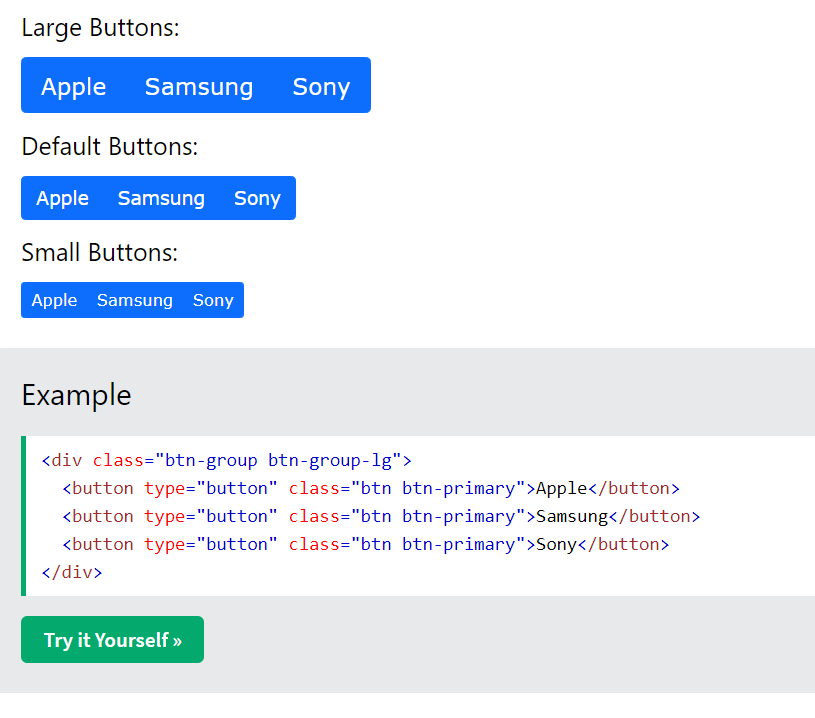 Large Buttons:
Apple Samsung Sony
Default Buttons:
Apple Samsung Sony
Small Buttons:
Apple Samsung Sony
Example
<div class="btn-group btn-group-lg">
  <button type="button" class="btn btn-primary">Apple</button>
  <button type="button" class="btn btn-primary">Samsung</button>
  <button type="button" class="btn btn-primary">Sony</button>
</div>
Try it Yourself »